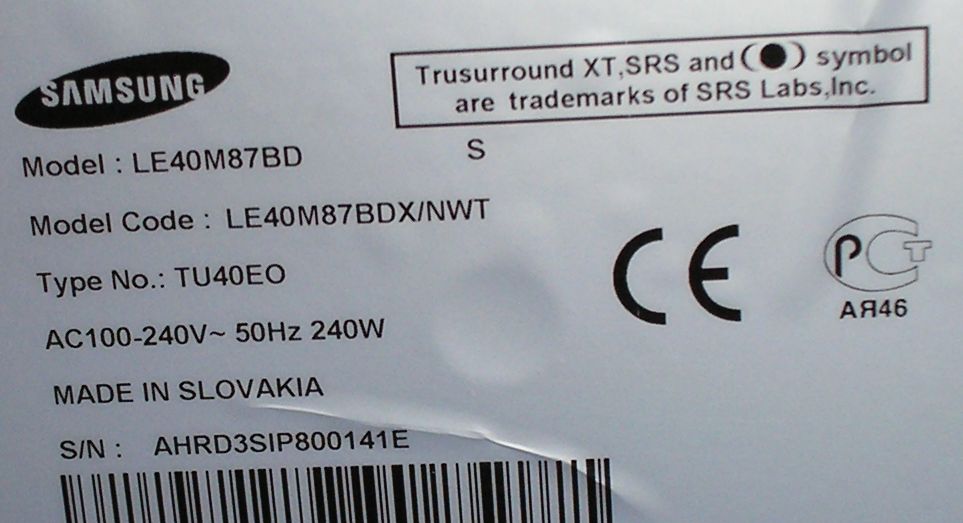 SAMSUNG
Trusurround XT,SRS and (●) symbol
are trademarks of SRS Labs,Inc.
Model : LE40M87BD
S
Model Code : LE40M87BDX/NWT
Type No.: TU40EO
AC100-240V~ 50Hz 240W
MADE IN SLOVAKIA
S/N : AHRD3SIP800141E
CE
PCT
АЯ46